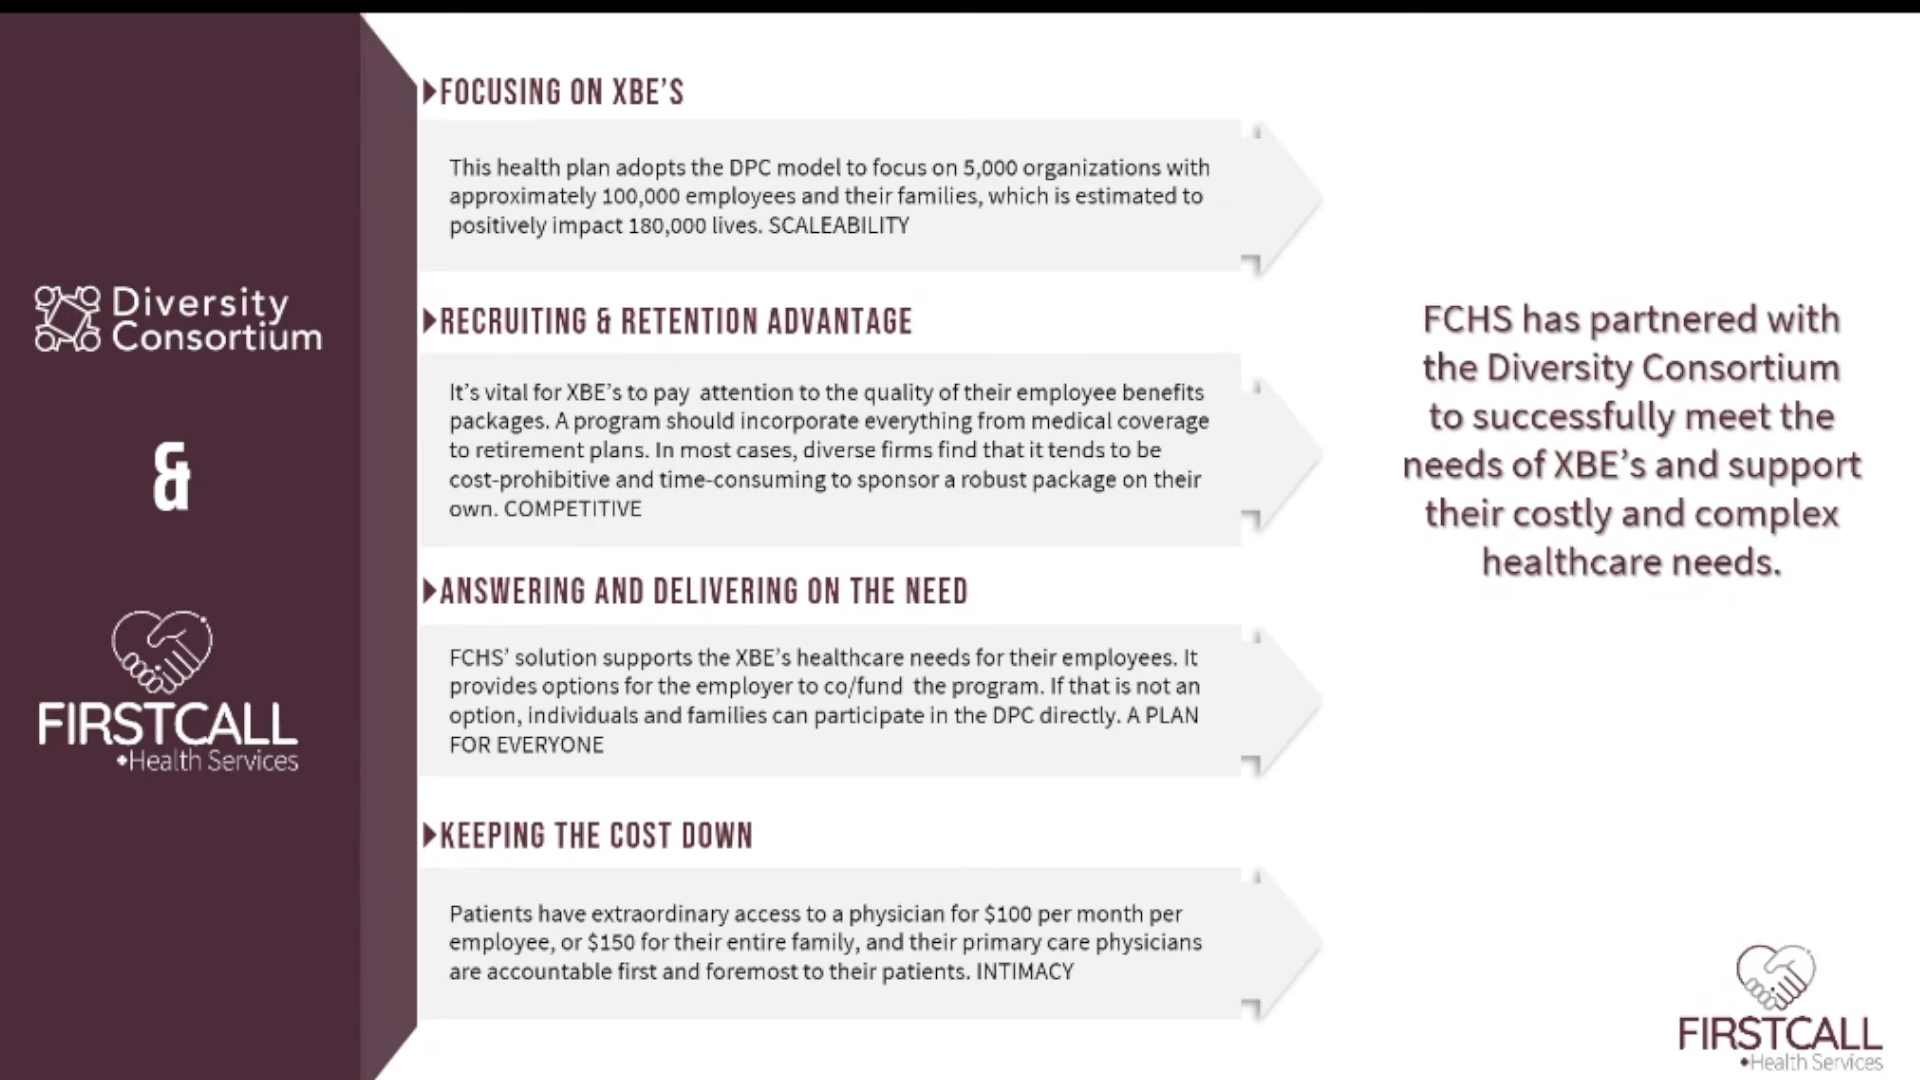 Diversity
Consortium
&
FIRSTCALL
Health Services
FOCUSING ON XBE'S
This health plan adopts the DPC model to focus on 5,000 organizations with
approximately 100,000 employees and their families, which is estimated to
positively impact 180,000 lives. SCALEABILITY
RECRUITING & RETENTION ADVANTAGE
It's vital for XBE's to pay  attention to the quality of their employee benefits
packages. A program should incorporate everything from medical coverage
to retirement plans. In most cases, diverse firms find that it tends to be
cost-prohibitive and time-consuming to sponsor a robust package on their
own. COMPETITIVE
ANSWERING AND DELIVERING ON THE NEED
FCHS' solution supports the XBE's healthcare needs for their employees. It
provides options for the employer to co/fund  the program. If that is not an
option, individuals and families can participate in the DPC directly. A PLAN
FOR EVERYONE
KEEPING THE COST DOWN
Patients have extraordinary access to a physician for $100 per month per
employee, or $150 for their entire family, and their primary care physicians
are accountable first and foremost to their patients. INTIMACY
FCHS has partnered with
the Diversity Consortium
to successfully meet the
needs of XBE's and support
their costly and complex
healthcare needs.
FIRSTCALL
Health Services